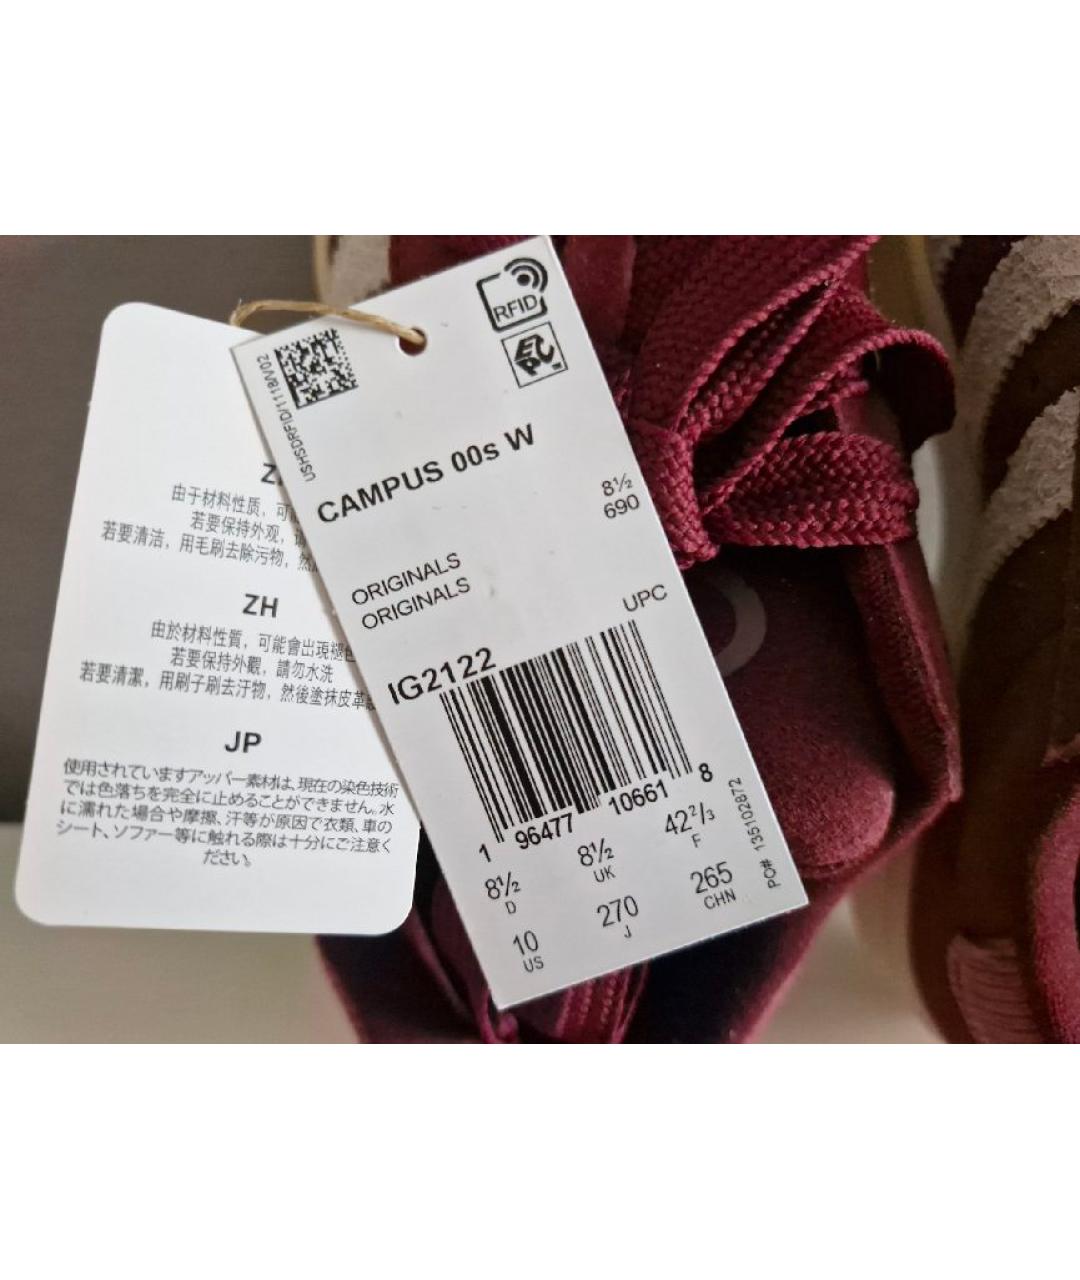 RFID
EPC
USHSDRFID/118/V02
CAMPUS 00s W
8½
690
ORIGINALS
ORIGINALS
UPC
IG2122
1 96477 10661 8
8½ D
8½ UK
42²/₃ F
10 US
270 J
265 CHN
PO# 135102872
由于材料性质，可
若要保持外观，
若要清洁，用毛刷去除污物，
ZH
由於材料性質，可能會出現褪色
若要保持外觀，請勿水洗
若要清潔，用刷子刷去汙物，然後塗抹皮革
JP
使用されていますアッパー素材は、現在の染色技術
では色落ちを完全に止めることができません。水
に濡れた場合や摩擦、汗等が原因で衣類、車の
シート、ソファー等に触れる際は十分にご注意く
ださい。